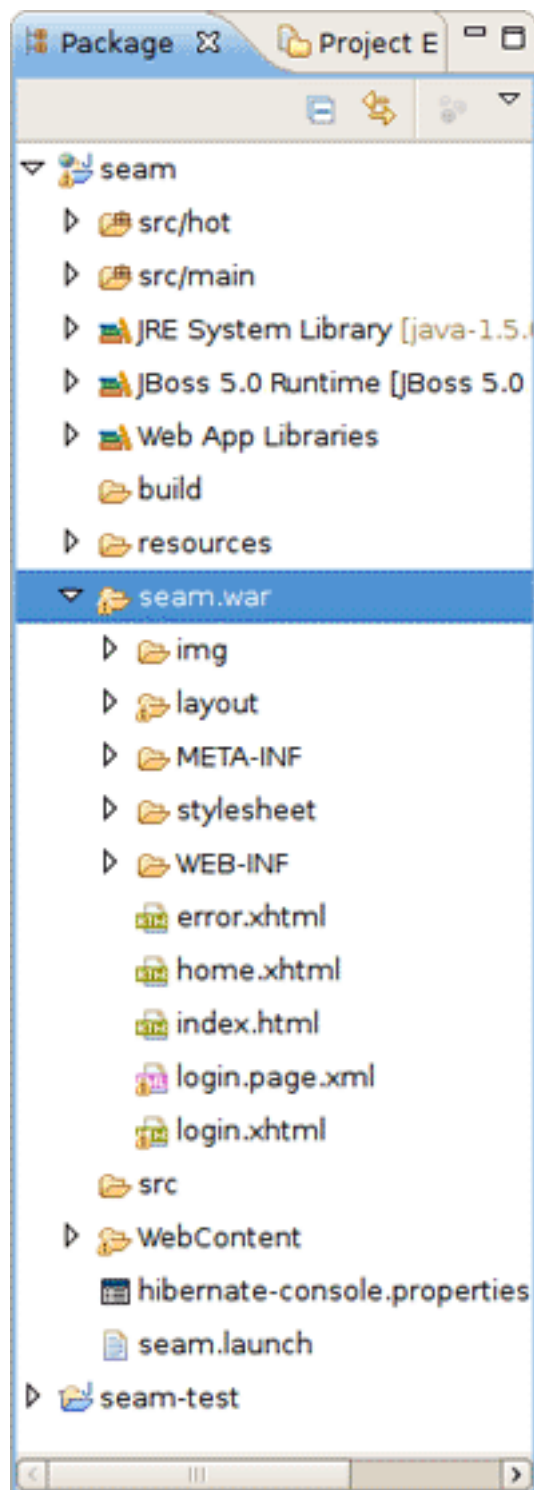 Package Project E
seam
src/hot
src/main
JRE System Library [java-1.5.
JBoss 5.0 Runtime [JBoss 5.0
Web App Libraries
build
resources
seam.war
img
layout
META-INF
stylesheet
WEB-INF
error.xhtml
home.xhtml
index.html
login.page.xml
login.xhtml
src
WebContent
hibernate-console.properties
seam.launch
seam-test